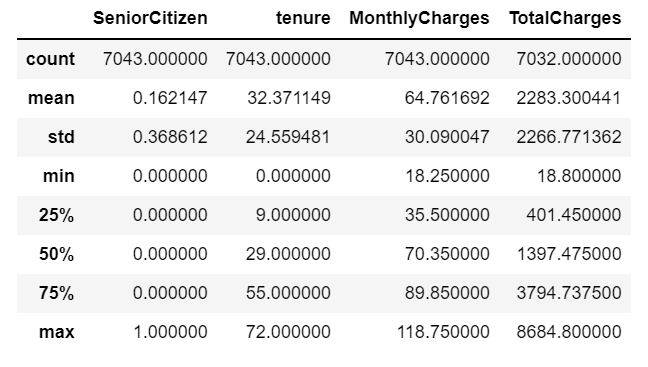 SeniorCitizen tenure MonthlyCharges TotalCharges
count 7043.000000 7043.000000 7043.000000 7032.000000
mean 0.162147 32.371149 64.761692 2283.300441
std 0.368612 24.559481 30.090047 2266.771362
min 0.000000 0.000000 18.250000 18.800000
25% 0.000000 9.000000 35.500000 401.450000
50% 0.000000 29.000000 70.350000 1397.475000
75% 0.000000 55.000000 89.850000 3794.737500
max 1.000000 72.000000 118.750000 8684.800000